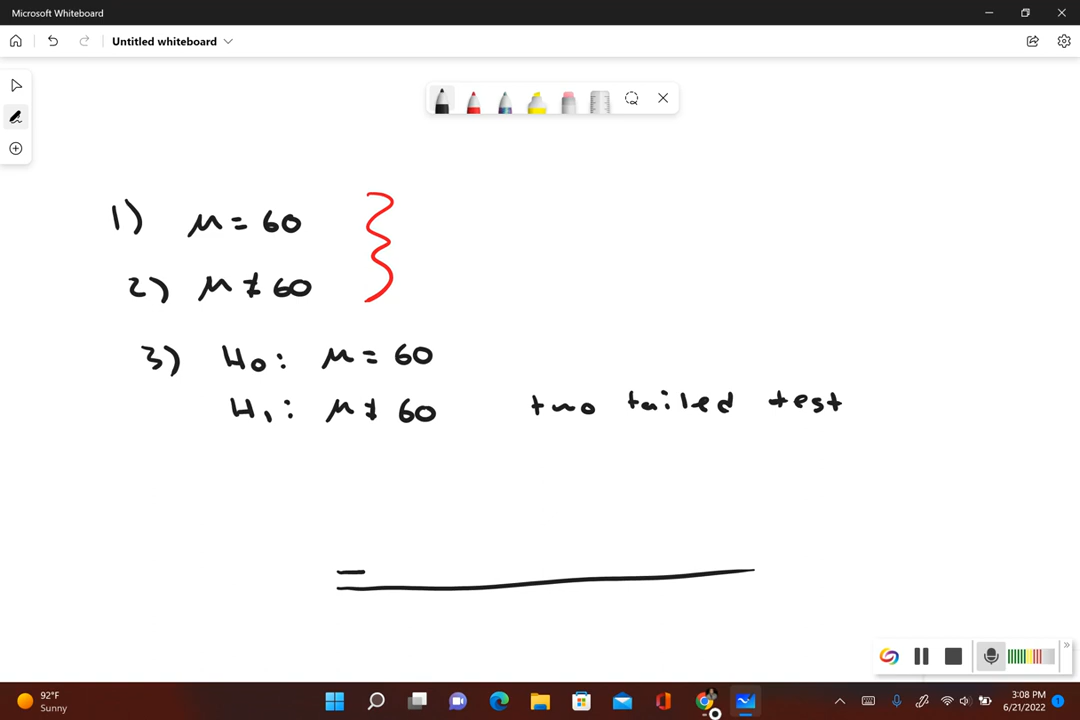 Microsoft Whiteboard
Untitled whiteboard
1) μ = 60
2) μ ≠ 60
3) H₀: μ = 60
H₁: μ ≠ 60 two tailed test
92°F
Sunny
3:08 PM
6/21/2022
1